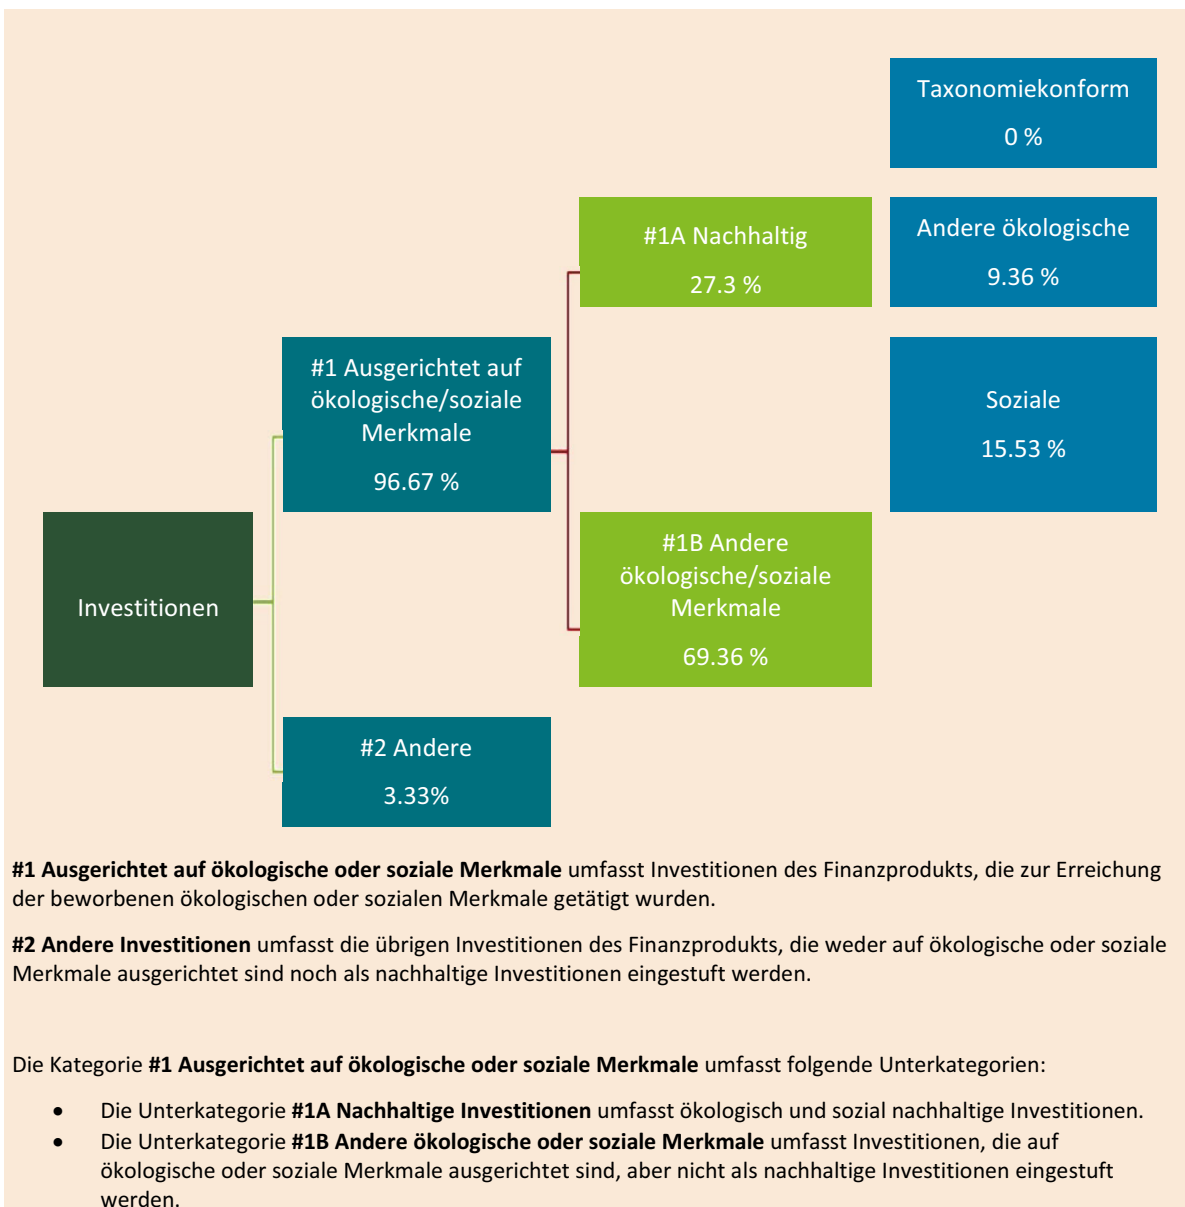 Taxonomiekonform
0 %
#1A Nachhaltig
27.3 %
Andere ökologische
9.36 %
#1 Ausgerichtet auf
ökologische/soziale
Merkmale
96.67 %
Soziale
15.53 %
Investitionen
#1B Andere
ökologische/soziale
Merkmale
69.36 %
#2 Andere
3.33%
#1 Ausgerichtet auf ökologische oder soziale Merkmale umfasst Investitionen des Finanzprodukts, die zur Erreichung
der beworbenen ökologischen oder sozialen Merkmale getätigt wurden.
#2 Andere Investitionen umfasst die übrigen Investitionen des Finanzprodukts, die weder auf ökologische oder soziale
Merkmale ausgerichtet sind noch als nachhaltige Investitionen eingestuft werden.
Die Kategorie #1 Ausgerichtet auf ökologische oder soziale Merkmale umfasst folgende Unterkategorien:
• Die Unterkategorie #1A Nachhaltige Investitionen umfasst ökologisch und sozial nachhaltige Investitionen.
• Die Unterkategorie #1B Andere ökologische oder soziale Merkmale umfasst Investitionen, die auf
ökologische oder soziale Merkmale ausgerichtet sind, aber nicht als nachhaltige Investitionen eingestuft
werden.